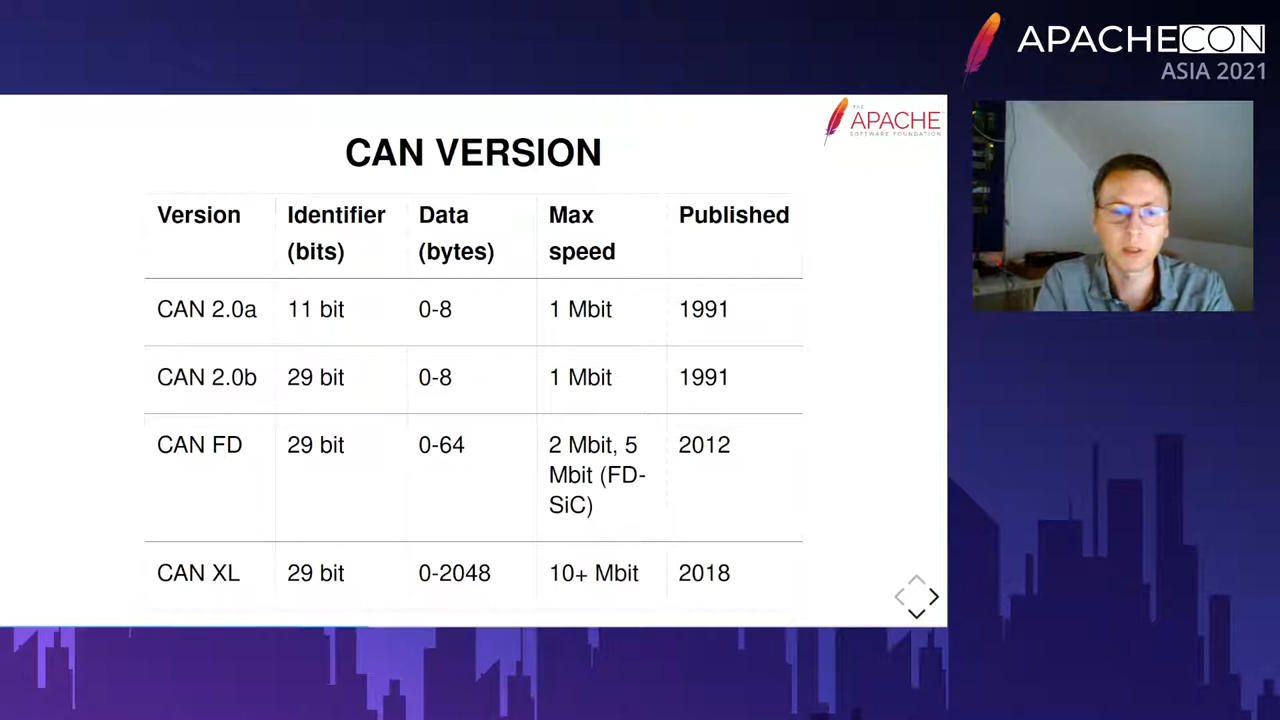 APACHECON
ASIA 2021
THE
APACHE
SOFTWARE FOUNDATION
CAN VERSION
Version Identifier (bits) Data (bytes) Max speed Published
CAN 2.0a 11 bit 0-8 1 Mbit 1991
CAN 2.0b 29 bit 0-8 1 Mbit 1991
CAN FD 29 bit 0-64 2 Mbit, 5 Mbit (FD-SiC) 2012
CAN XL 29 bit 0-2048 10+ Mbit 2018